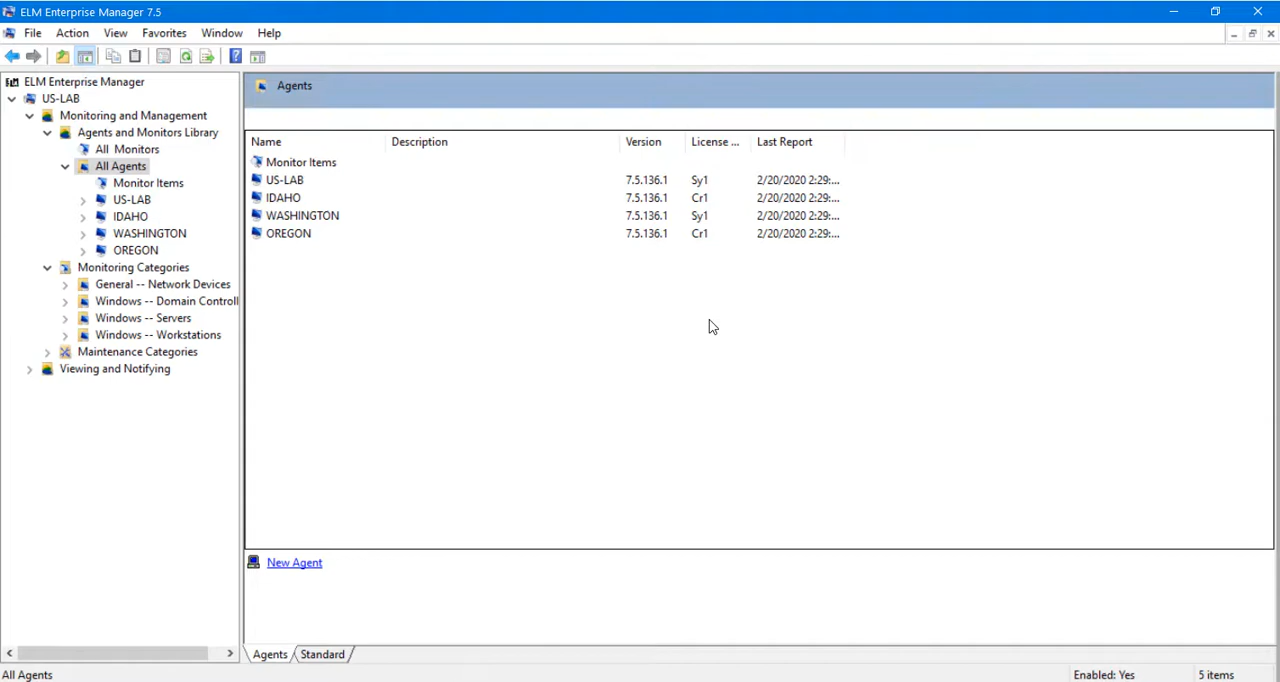 ELM Enterprise Manager 7.5
File Action View Favorites Window Help
ELM Enterprise Manager
US-LAB
Monitoring and Management
Agents and Monitors Library
All Monitors
All Agents
Monitor Items
US-LAB
IDAHO
WASHINGTON
OREGON
Monitoring Categories
General -- Network Devices
Windows -- Domain Controll
Windows -- Servers
Windows -- Workstations
Maintenance Categories
Viewing and Notifying
Agents
Name Description Version License ... Last Report
Monitor Items
US-LAB 7.5.136.1 Sy1 2/20/2020 2:29:...
IDAHO 7.5.136.1 Cr1 2/20/2020 2:29:...
WASHINGTON 7.5.136.1 Sy1 2/20/2020 2:29:...
OREGON 7.5.136.1 Cr1 2/20/2020 2:29:...
New Agent
Agents Standard
All Agents Enabled: Yes 5 items